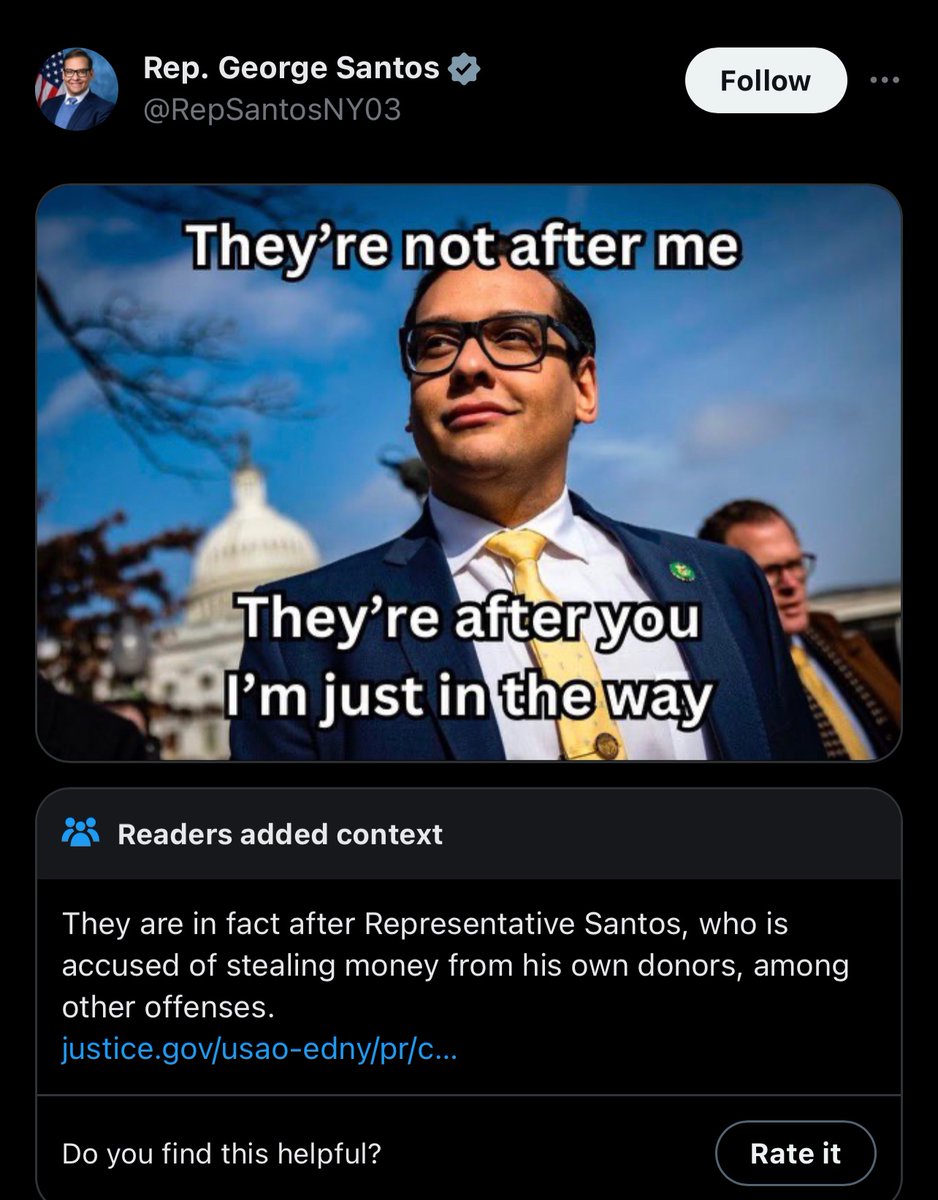 Rep. George Santos
@RepSantosNY03
Follow
They’re not after me
They’re after you
I’m just in the way
Readers added context
They are in fact after Representative Santos, who is
accused of stealing money from his own donors, among
other offenses.
justice.gov/usao-edny/pr/c...
Do you find this helpful?
Rate it